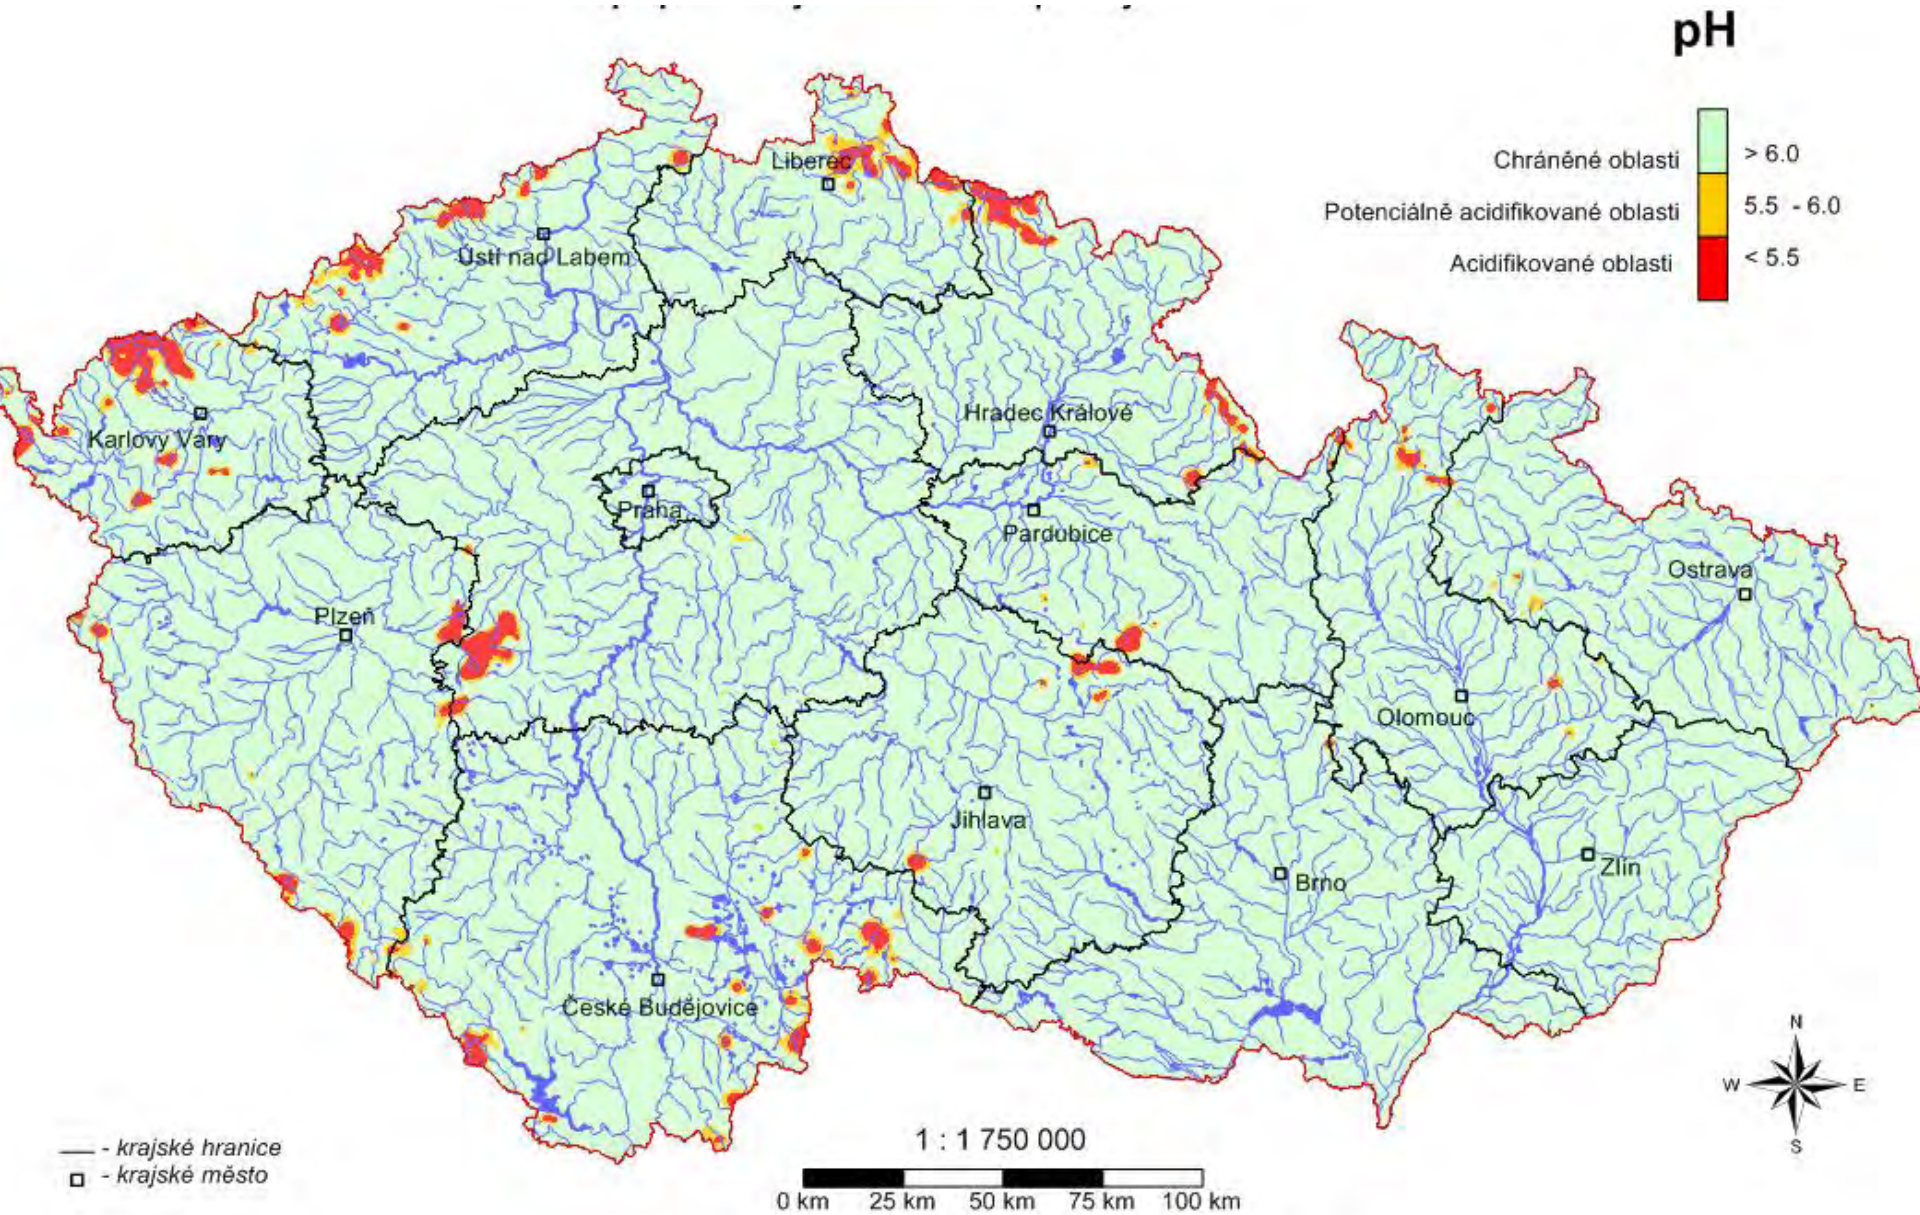 pH
Chráněné oblasti
> 6.0
Potenciálně acidifikované oblasti
5.5 - 6.0
Acidifikované oblasti
< 5.5
Liberec
Ústí nad Labem
Karlovy Vary
Hradec Králové
Praha
Pardubice
Ostrava
Plzeň
Olomouc
Jihlava
Zlín
Brno
České Budějovice
N
W
E
S
- krajské hranice
- krajské město
1 : 1 750 000
0 km 25 km 50 km 75 km 100 km